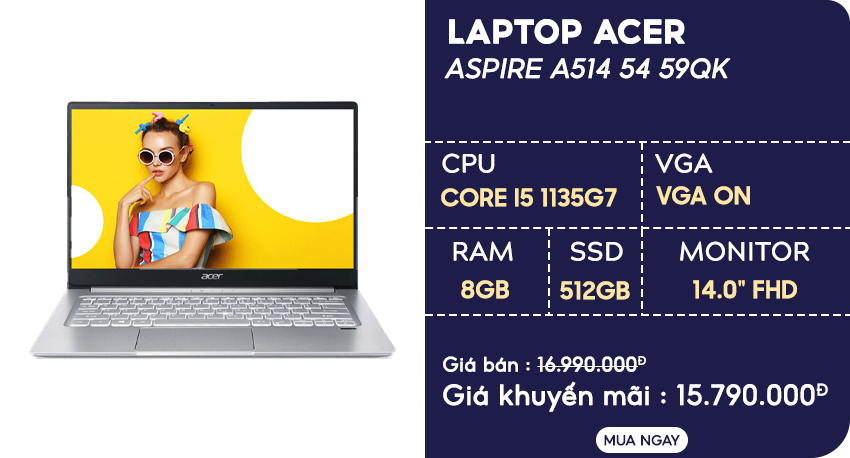 LAPTOP ACER
ASPIRE A514 54 59QK
CPU
CORE I5 1135G7
VGA
VGA ON
RAM
8GB
SSD
512GB
MONITOR
14.0" FHD
Giá bán : 16.990.000Đ
Giá khuyến mãi : 15.790.000Đ
MUA NGAY
acer